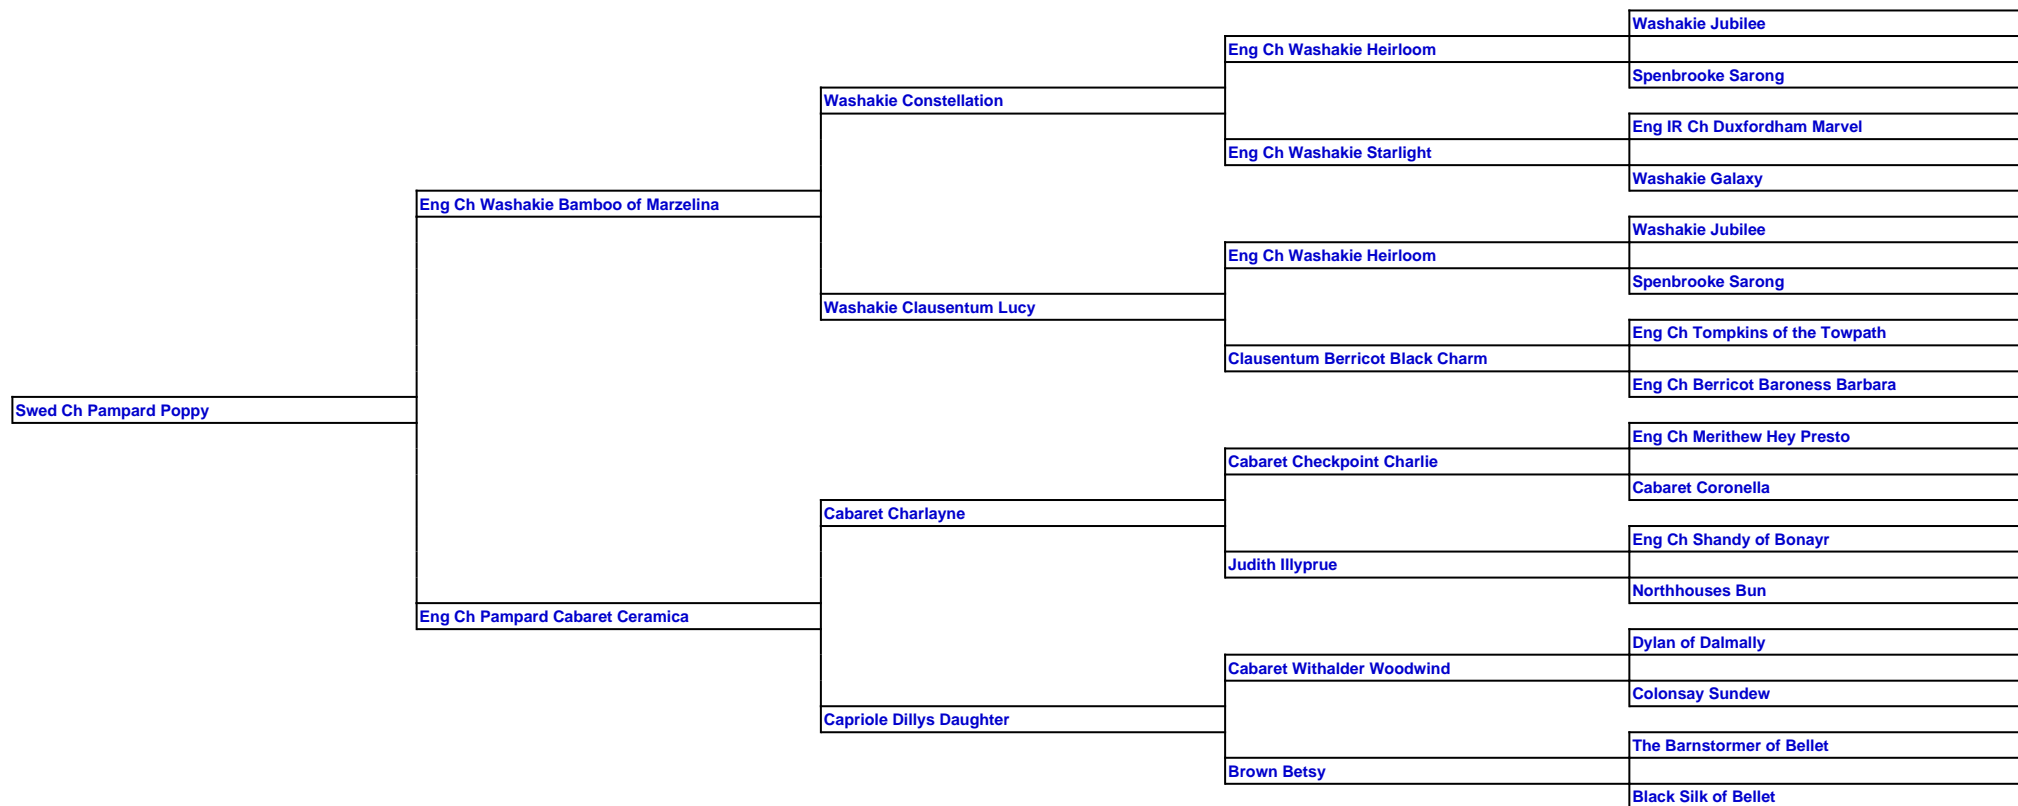 Washakie Jubilee
Eng Ch Washakie Heirloom
Spenbrooke Sarong
Washakie Constellation
Eng IR Ch Duxfordham Marvel
Eng Ch Washakie Starlight
Washakie Galaxy
Eng Ch Washakie Bamboo of Marzelina
Washakie Jubilee
Eng Ch Washakie Heirloom
Spenbrooke Sarong
Washakie Clausentum Lucy
Eng Ch Tompkins of the Towpath
Clausentum Berricot Black Charm
Eng Ch Berricot Baroness Barbara
Swed Ch Pampard Poppy
Eng Ch Merithew Hey Presto
Cabaret Checkpoint Charlie
Cabaret Coronella
Cabaret Charlayne
Eng Ch Shandy of Bonayr
Judith Illyprue
Northhouses Bun
Eng Ch Pampard Cabaret Ceramica
Dylan of Dalmally
Cabaret Withalder Woodwind
Colonsay Sundew
Capriole Dillys Daughter
The Barnstormer of Bellet
Brown Betsy
Black Silk of Bellet